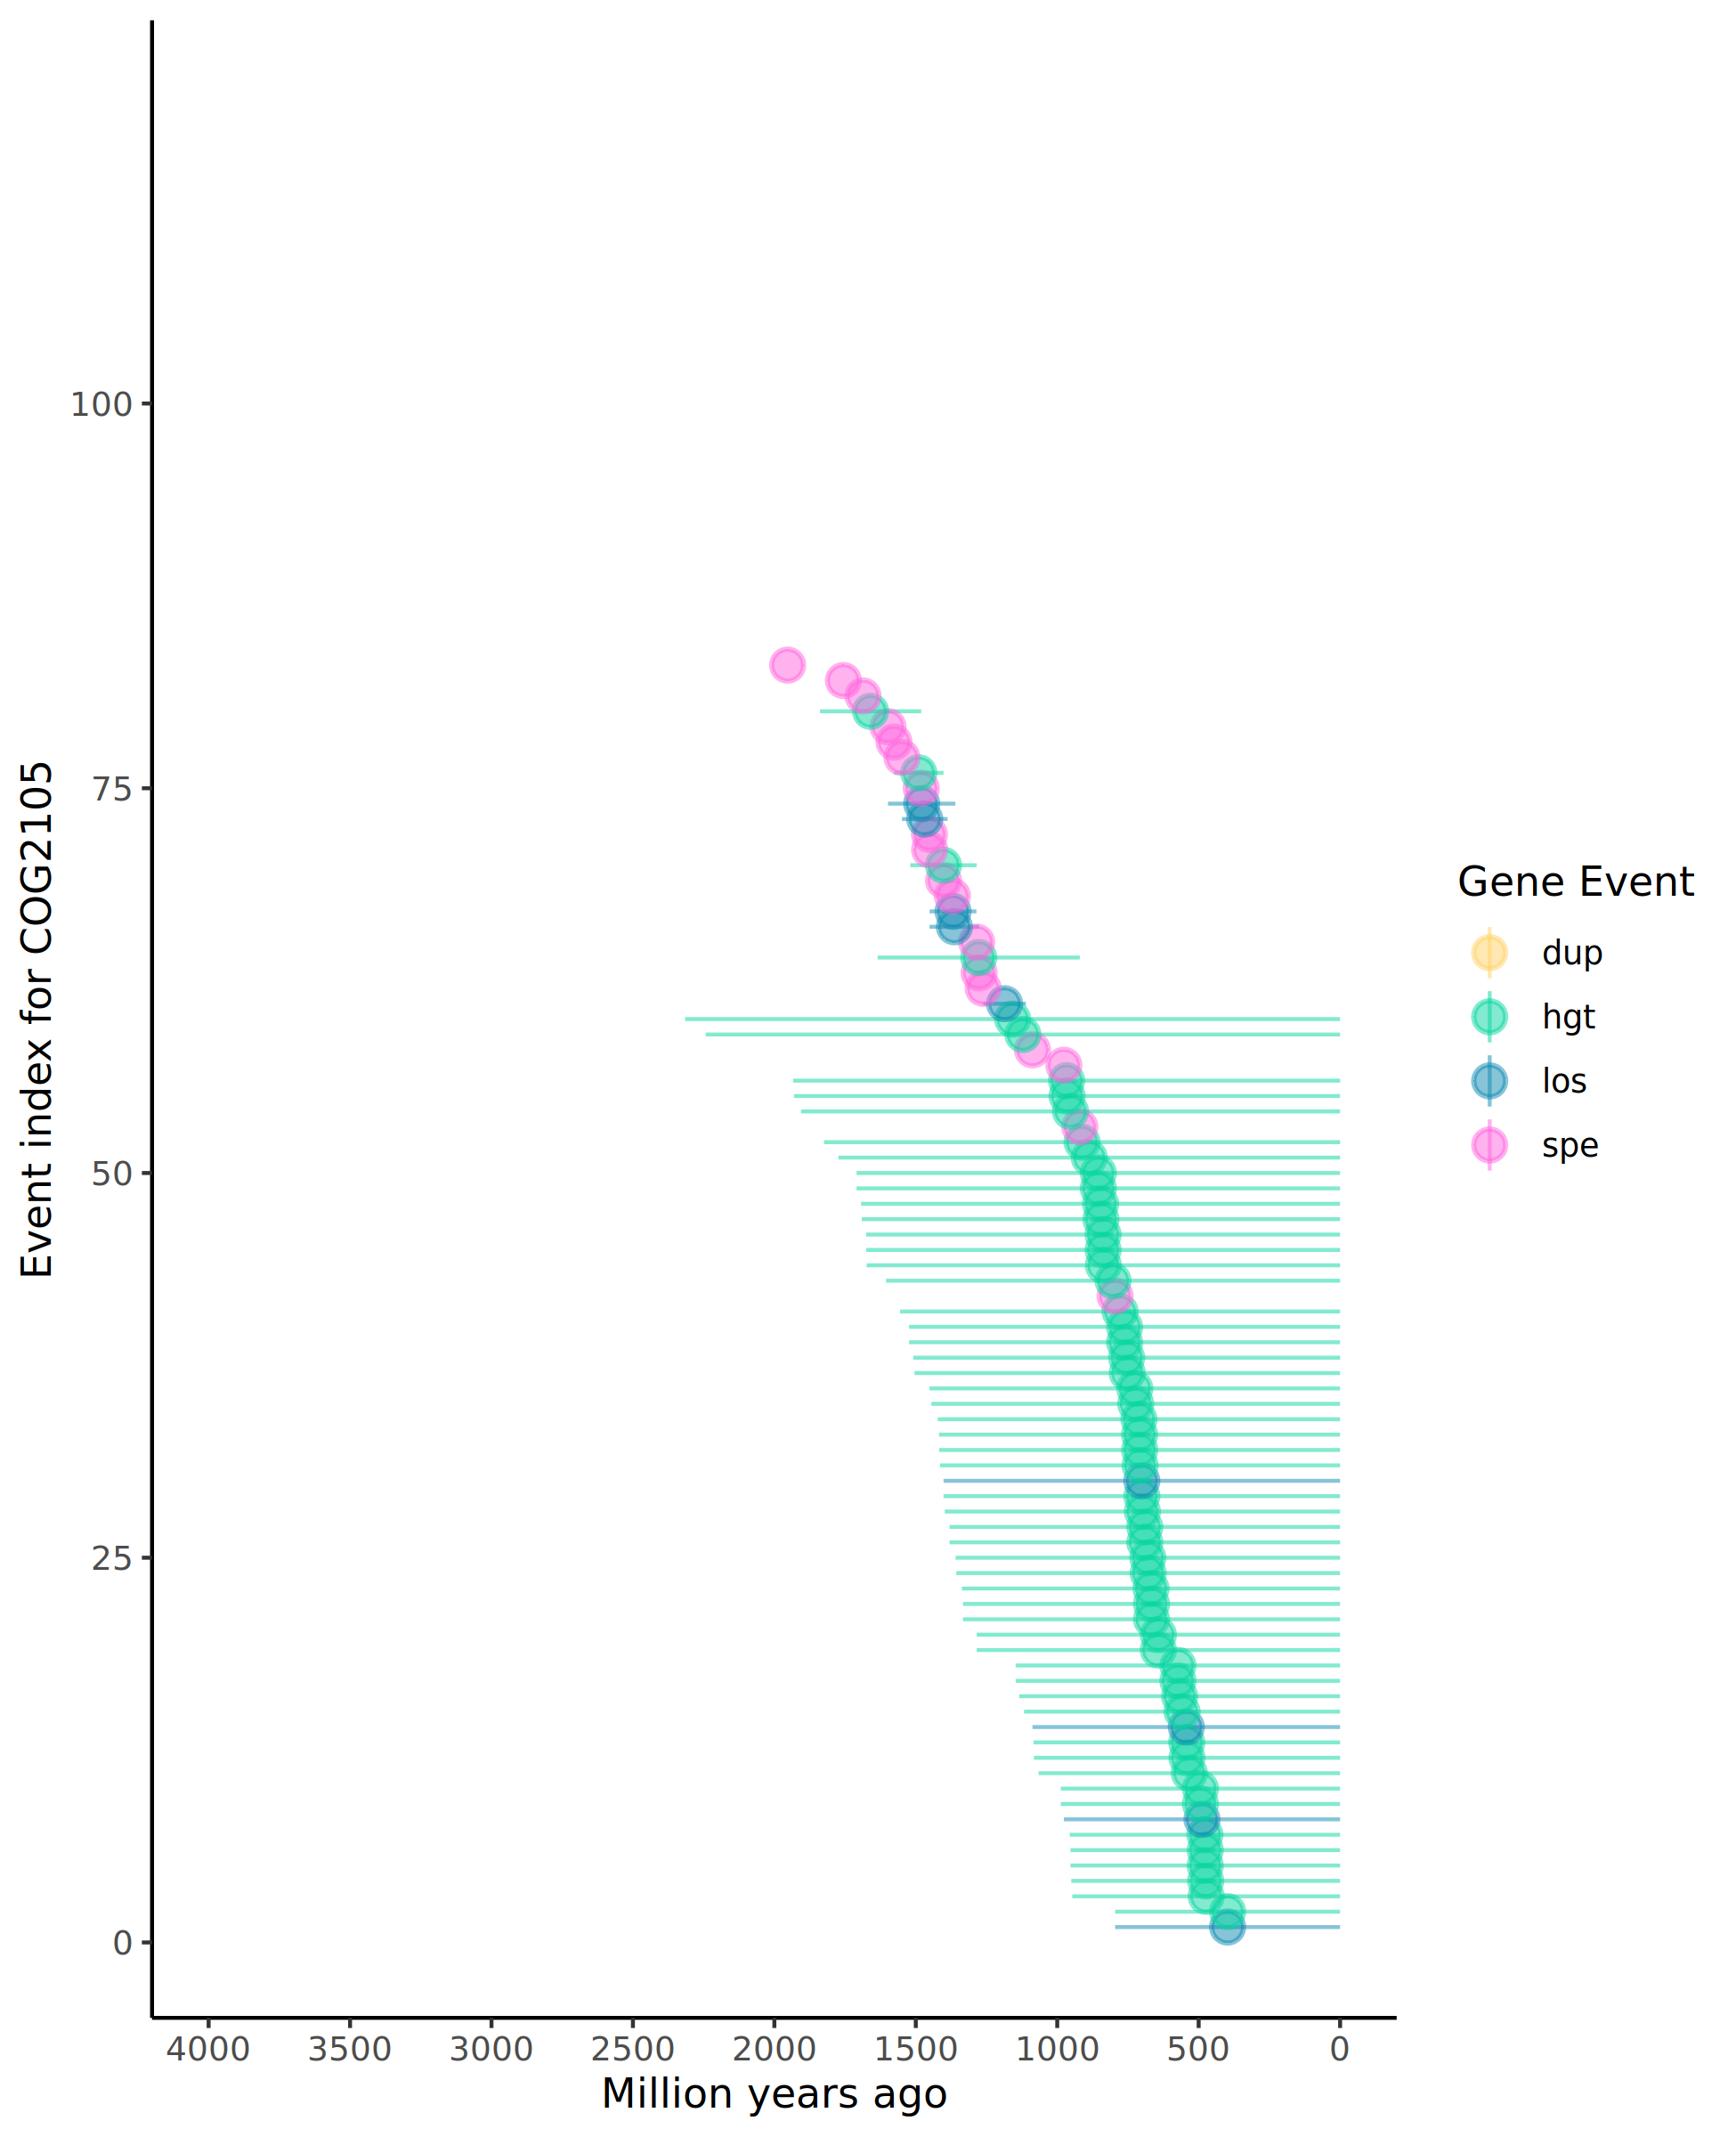 Event index for COG2105
100
75
50
25
0
4000 3500 3000 2500 2000 1500 1000 500 0
Million years ago
Gene Event
dup
hgt
los
spe